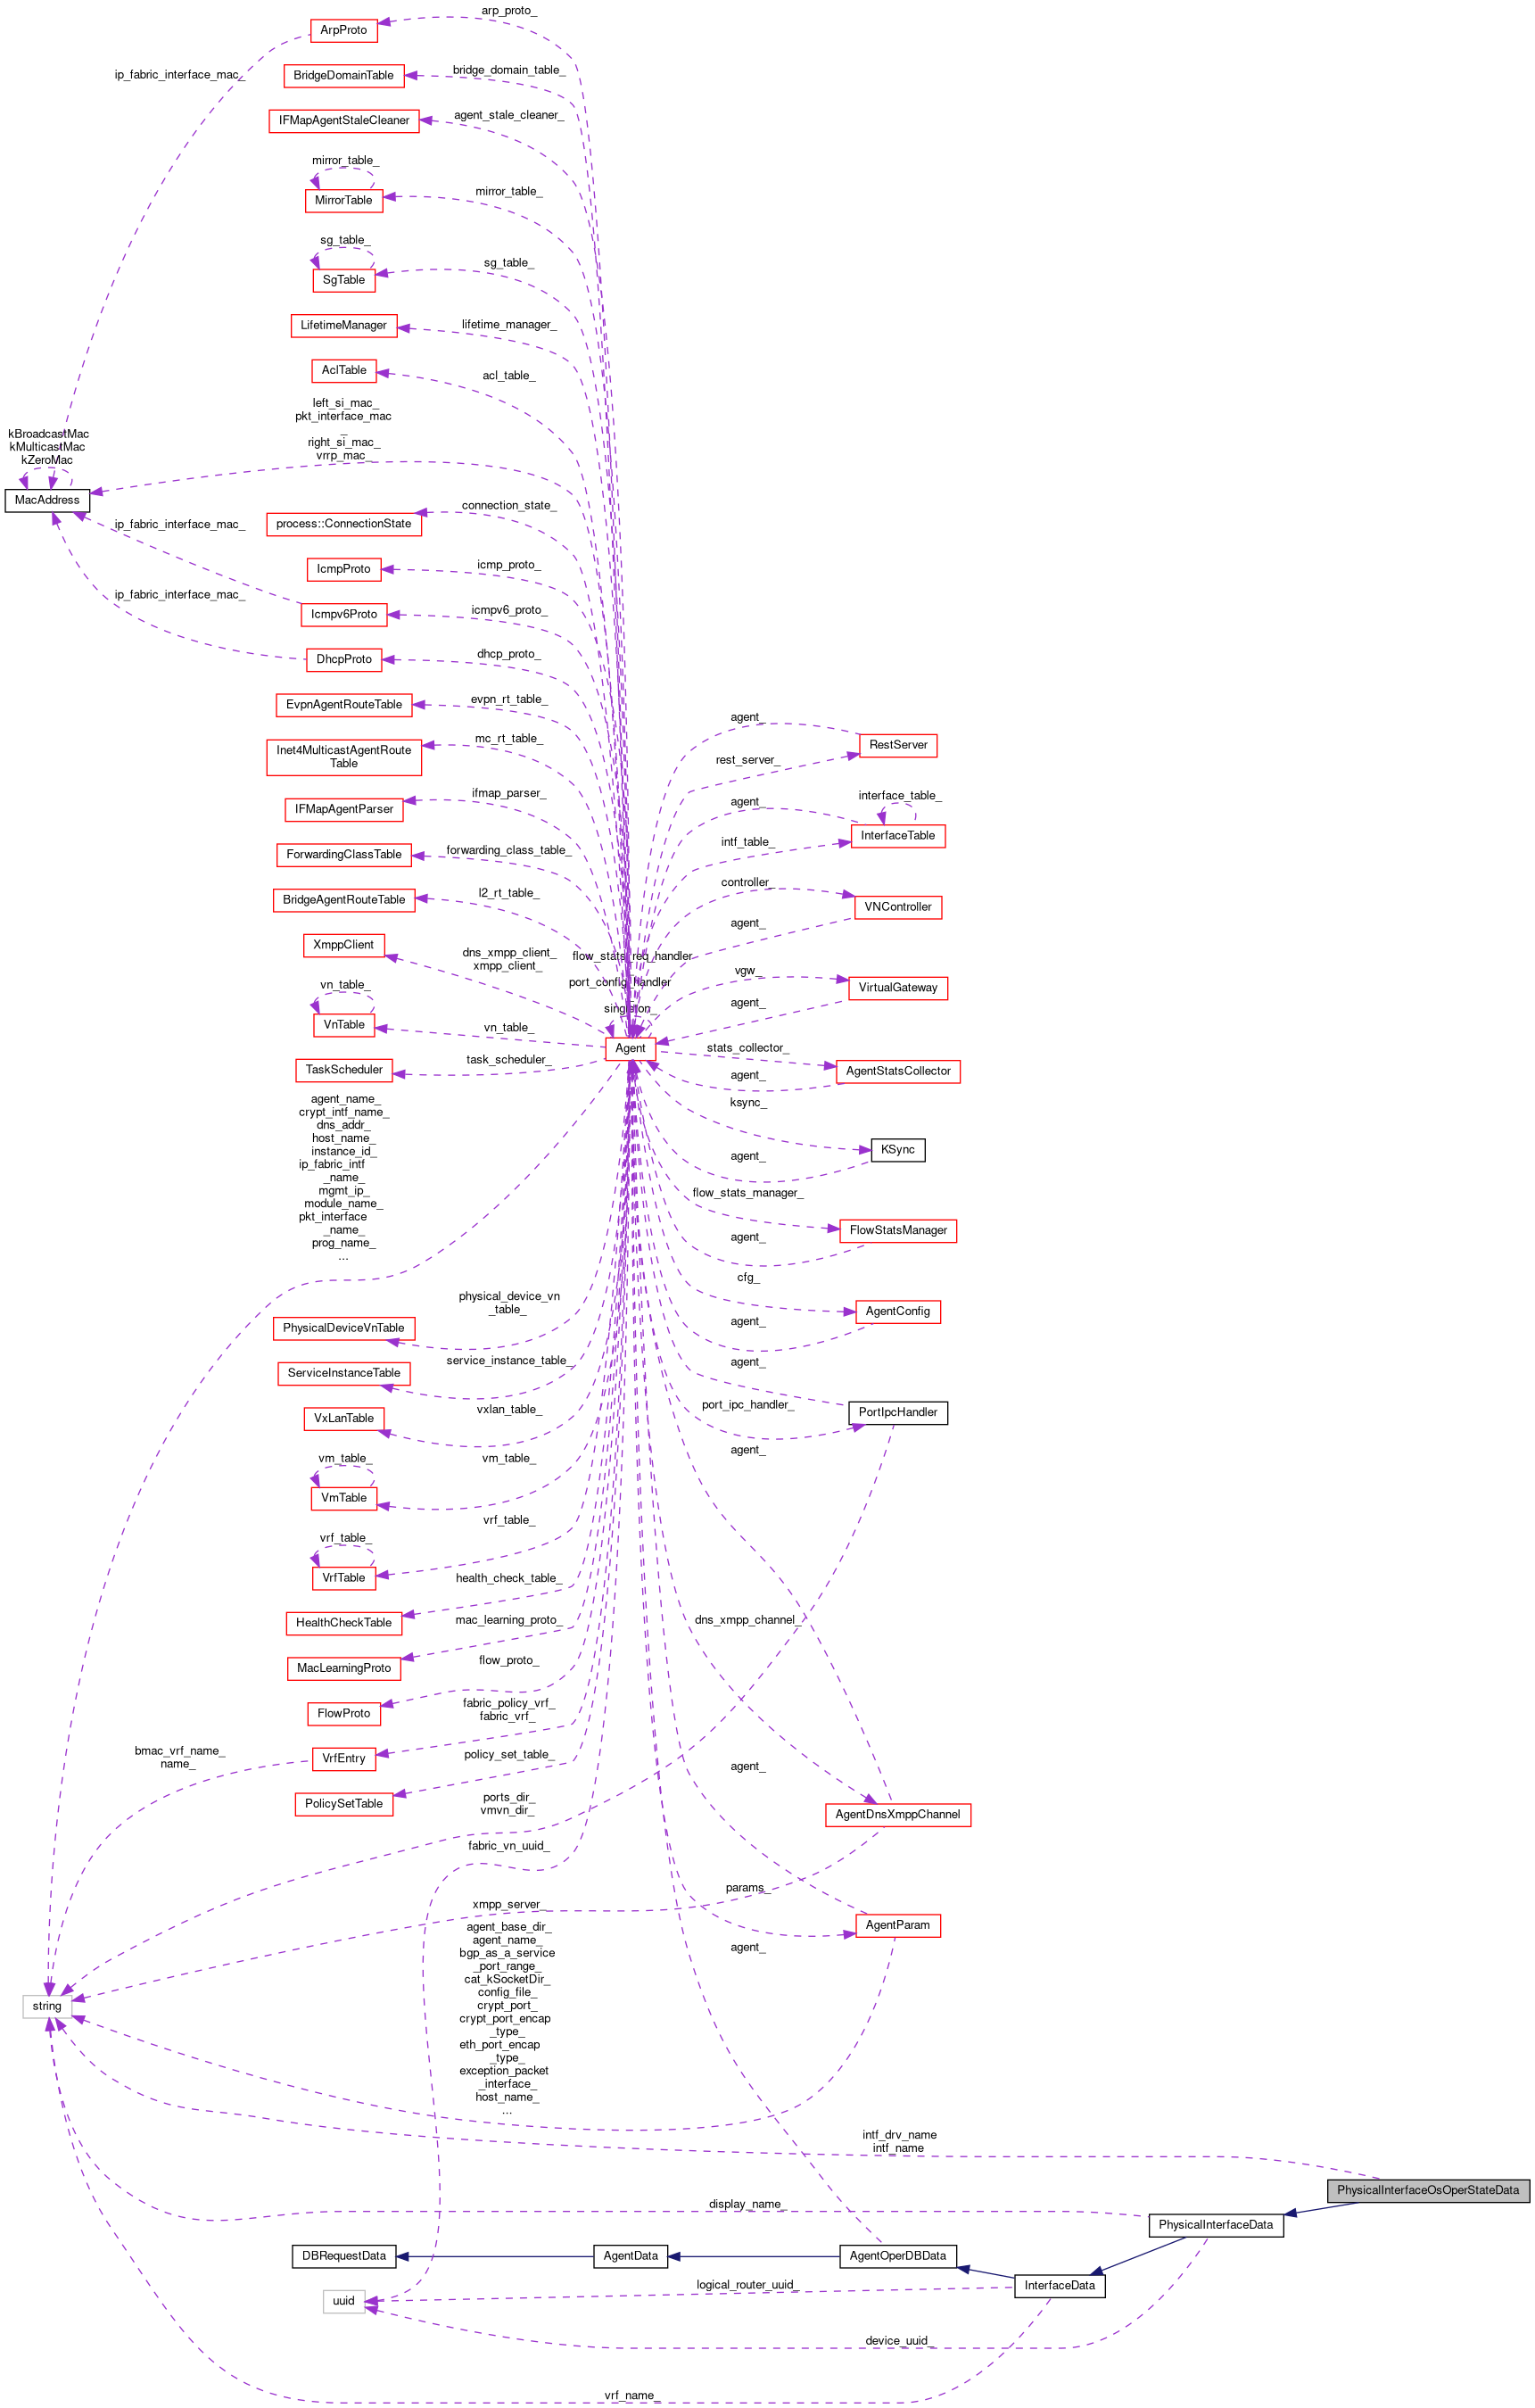 arp_proto_
ArpProto
ip_fabric_interface_mac_
bridge_domain_table_
BridgeDomainTable
agent_stale_cleaner_
IFMapAgentStaleCleaner
mirror_table_
mirror_table_
MirrorTable
sg_table_
sg_table_
SgTable
lifetime_manager_
LifetimeManager
acl_table_
AclTable
left_si_mac_
pkt_interface_mac
_
right_si_mac_
vrrp_mac_
kBroadcastMac
kMulticastMac
kZeroMac
MacAddress
connection_state_
process::ConnectionState
ip_fabric_interface_mac_
icmp_proto_
IcmpProto
ip_fabric_interface_mac_
icmpv6_proto_
Icmpv6Proto
dhcp_proto_
DhcpProto
evpn_rt_table_
EvpnAgentRouteTable
mc_rt_table_
Inet4MulticastAgentRoute
Table
agent_
RestServer
rest_server_
ifmap_parser_
IFMapAgentParser
agent_
interface_table_
InterfaceTable
intf_table_
forwarding_class_table_
ForwardingClassTable
l2_rt_table_
BridgeAgentRouteTable
controller_
VNController
agent_
XmppClient
dns_xmpp_client_
xmpp_client_
flow_stats_req_handler
_
port_config_handler
_
singleton_
vgw_
VirtualGateway
agent_
vn_table_
vn_table_
VnTable
Agent
task_scheduler_
TaskScheduler
stats_collector_
AgentStatsCollector
agent_
ksync_
KSync
agent_
agent_name_
crypt_intf_name_
dns_addr_
host_name_
instance_id_
ip_fabric_intf
_name_
mgmt_ip_
module_name_
pkt_interface
_name_
prog_name_
...
flow_stats_manager_
FlowStatsManager
agent_
cfg_
AgentConfig
agent_
physical_device_vn
_table_
PhysicalDeviceVnTable
service_instance_table_
ServiceInstanceTable
agent_
port_ipc_handler_
PortIpcHandler
vxlan_table_
VxLanTable
agent_
vm_table_
vm_table_
VmTable
vrf_table_
vrf_table_
VrfTable
health_check_table_
HealthCheckTable
mac_learning_proto_
MacLearningProto
dns_xmpp_channel_
flow_proto_
FlowProto
fabric_policy_vrf_
fabric_vrf_
VrfEntry
bmac_vrf_name_
name_
policy_set_table_
PolicySetTable
agent_
AgentDnsXmppChannel
ports_dir_
vmvn_dir_
fabric_vn_uuid_
params_
xmpp_server_
AgentParam
agent_
agent_base_dir_
agent_name_
bgp_as_a_service
_port_range_
cat_kSocketDir_
config_file_
crypt_port_
crypt_port_encap
_type_
eth_port_encap
_type_
exception_packet
_interface_
host_name_
...
string
intf_drv_name
intf_name
PhysicalInterfaceOsOperStateData
display_name_
PhysicalInterfaceData
DBRequestData
AgentData
AgentOperDBData
InterfaceData
logical_router_uuid_
uuid
device_uuid_
vrf_name_